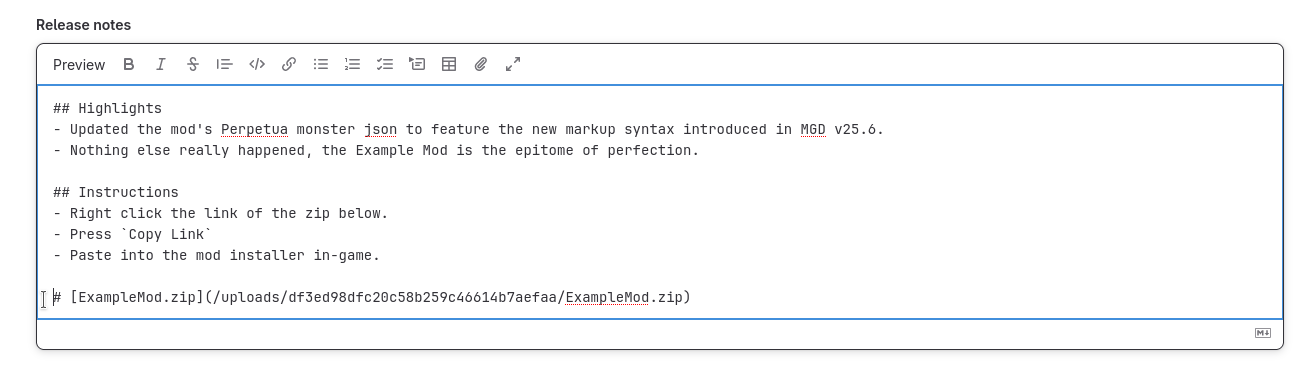 Release notes
Preview
## Highlights
- Updated the mod's Perpetua monster json to feature the new markup syntax introduced in MGD v25.6.
- Nothing else really happened, the Example Mod is the epitome of perfection.
## Instructions
- Right click the link of the zip below.
- Press `Copy Link`
- Paste into the mod installer in-game.
# [ExampleMod.zip](/uploads/df3ed98dfc20c58b259c46614b7aefaa/ExampleMod.zip)